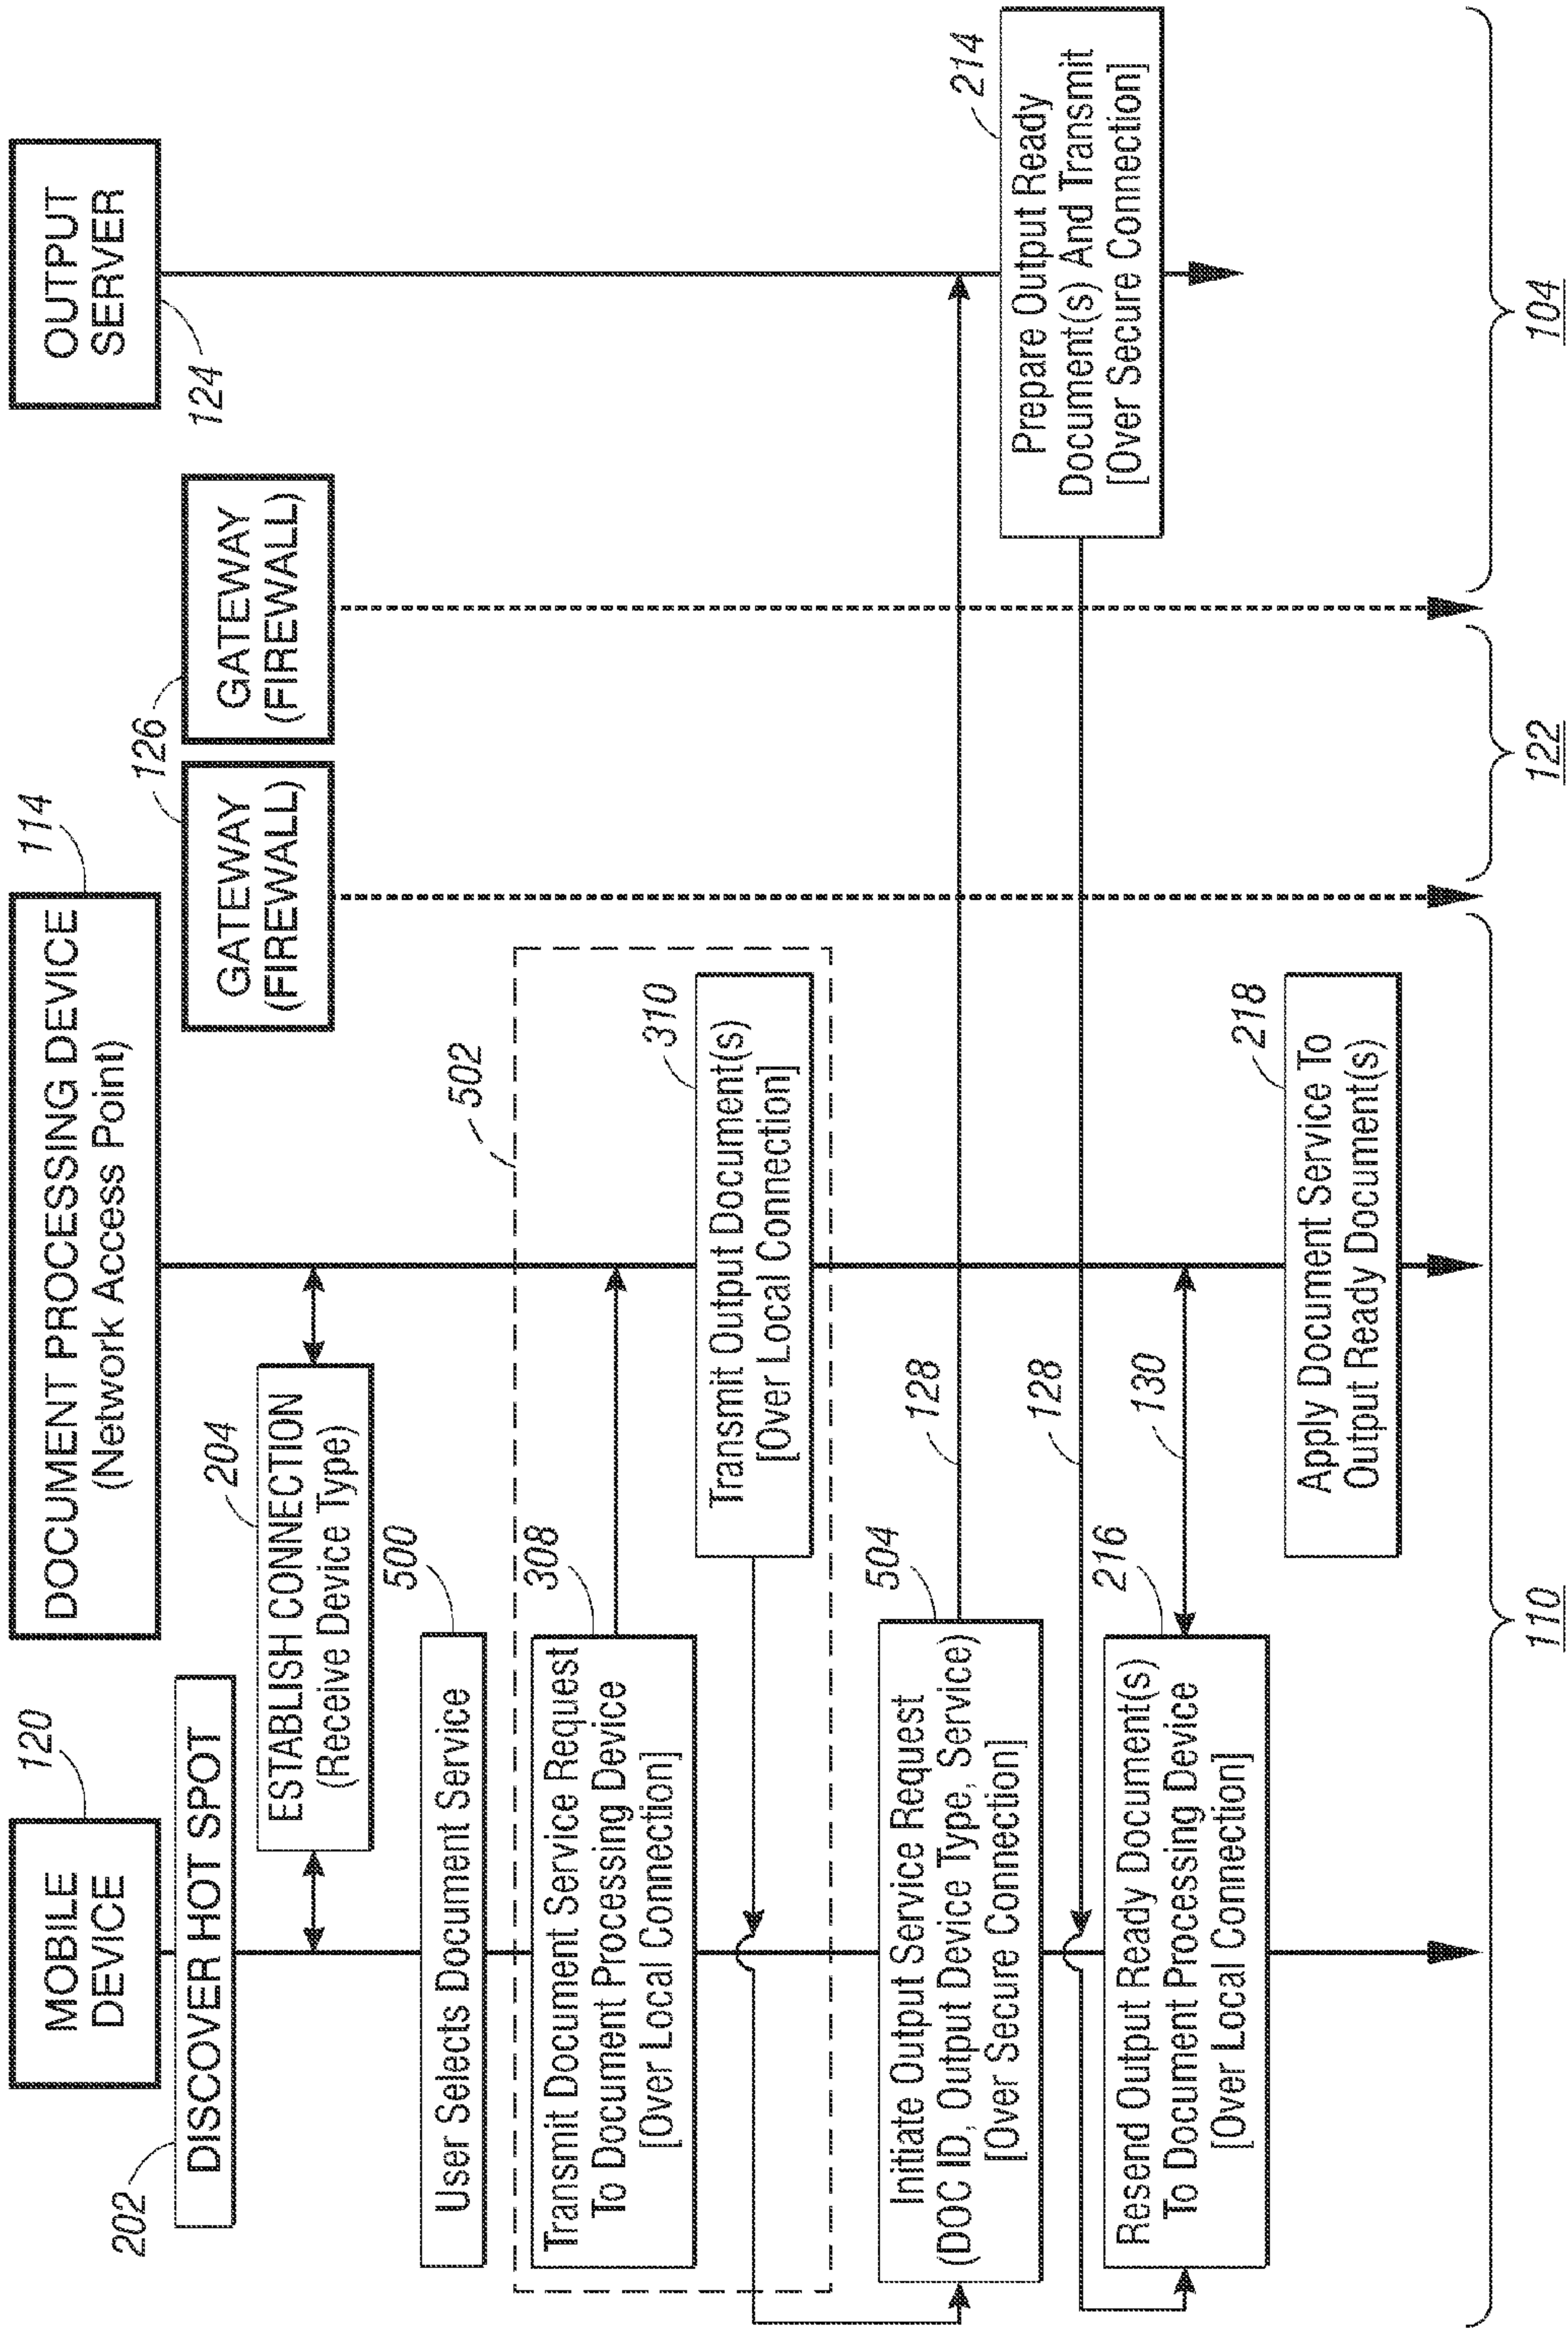 MOBILE
DEVICE
120
DOCUMENT PROCESSING DEVICE
(Network Access Point)
114
OUTPUT
SERVER
124
126
GATEWAY
(FIREWALL)
GATEWAY
(FIREWALL)
202
DISCOVER HOT SPOT
204
ESTABLISH CONNECTION
(Receive Device Type)
500
User Selects Document Service
502
308
Transmit Document Service Request
To Document Processing Device
[Over Local Connection]
310
Transmit Output Document(s)
[Over Local Connection]
504
Initiate Output Service Request
(DOC ID, Output Device Type, Service)
[Over Secure Connection]
128
214
Prepare Output Ready
Document(s) And Transmit
[Over Secure Connection]
128
216
Resend Output Ready Document(s)
To Document Processing Device
[Over Local Connection]
130
218
Apply Document Service To
Output Ready Document(s)
110
122
104